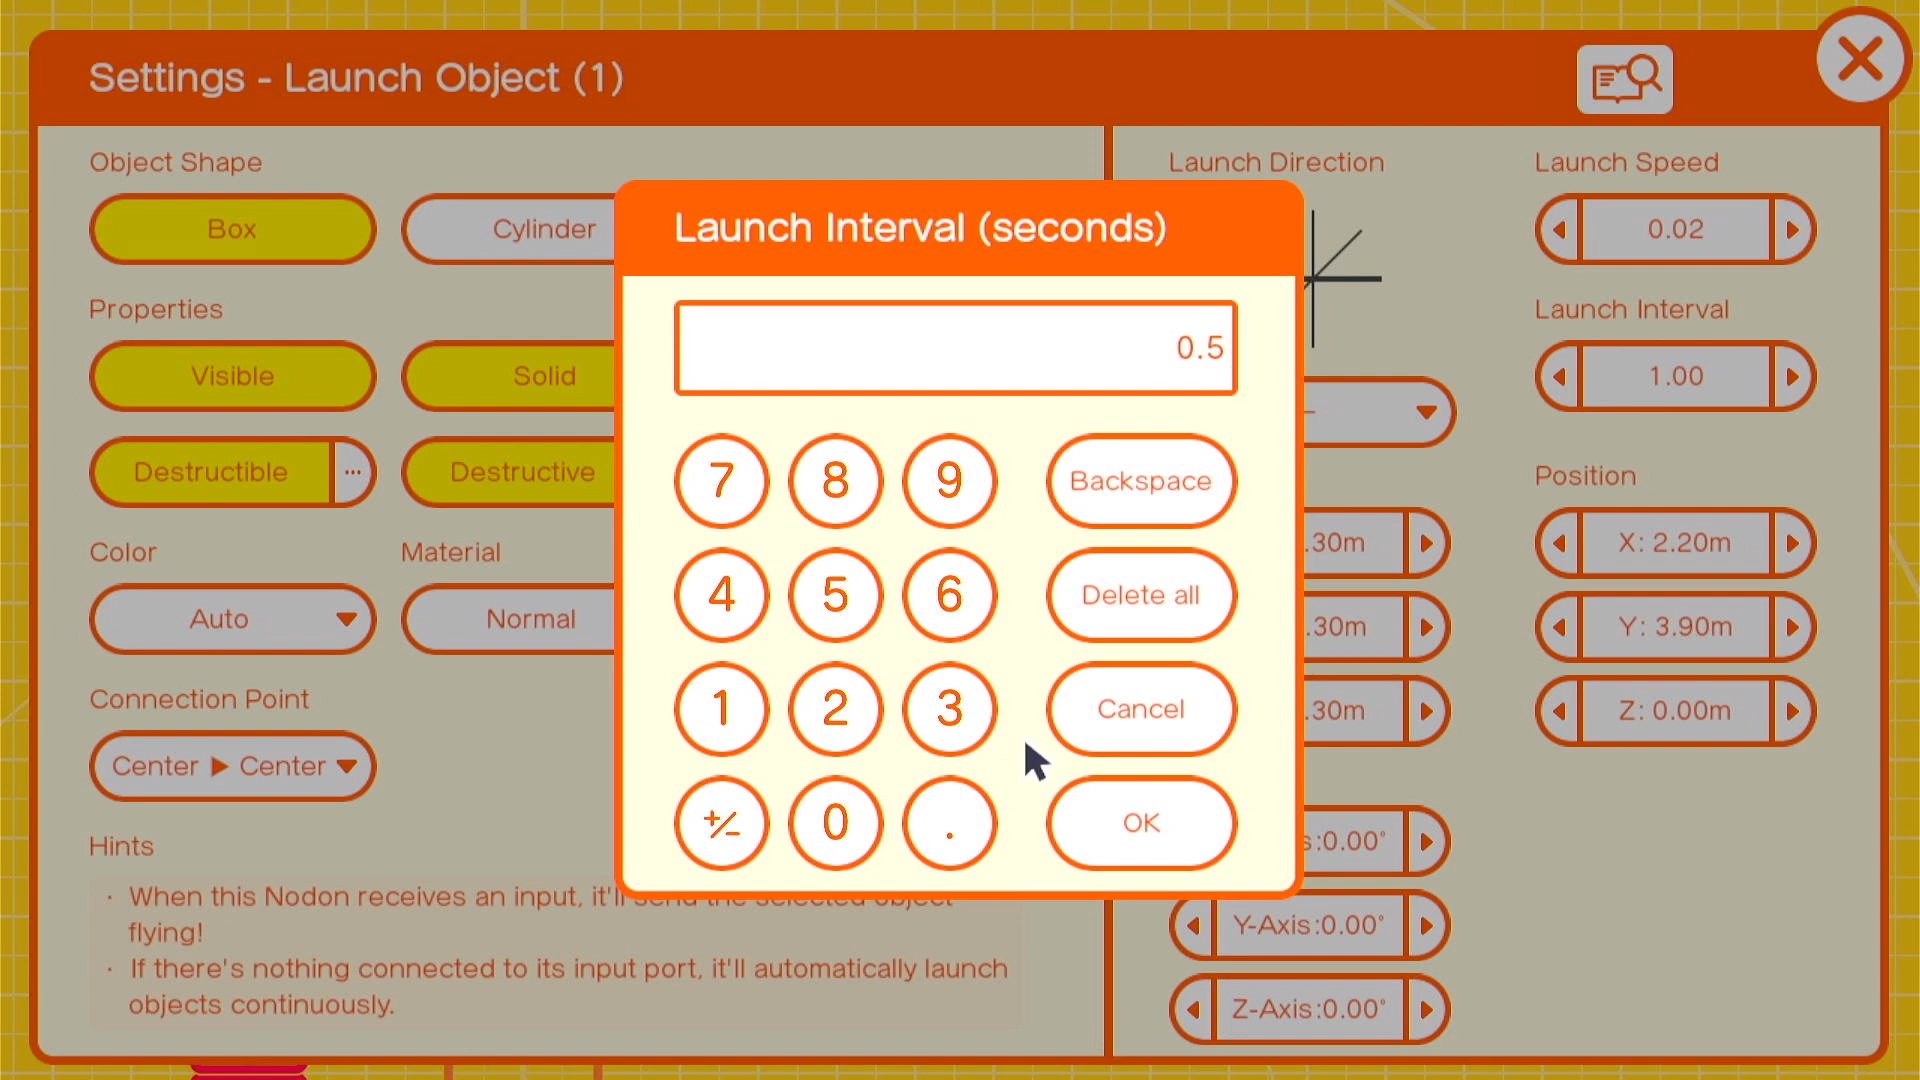 Settings - Launch Object (1)
Object Shape
Box
Cylinder
Properties
Visible
Solid
Destructible
...
Destructive
Color
Material
Auto
Normal
Connection Point
Center ▶ Center
Hints
· When this Nodon receives an input, it'll send the selected object
flying!
· If there's nothing connected to its input port, it'll automatically launch
objects continuously.
Launch Interval (seconds)
0.5
7
8
9
Backspace
4
5
6
Delete all
1
2
3
Cancel
+/-
0
.
OK
Launch Direction
.30m
.30m
.30m
s:0.00°
Y-Axis:0.00°
Z-Axis:0.00°
Launch Speed
0.02
Launch Interval
1.00
Position
X: 2.20m
Y: 3.90m
Z: 0.00m